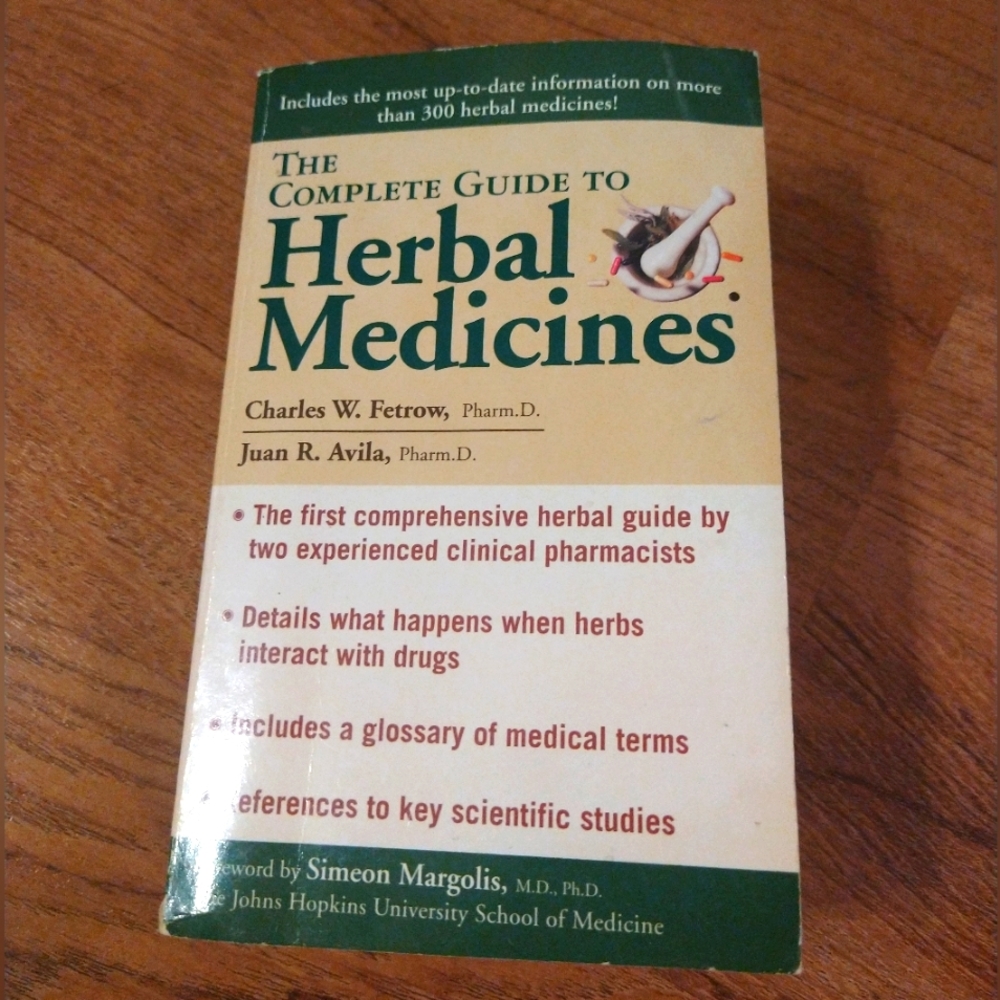 Includes the most up-to-date information on more
than 300 herbal medicines!
THE
COMPLETE GUIDE TO
Herbal
Medicines
Charles W. Fetrow, Pharm.D.
Juan R. Avila, Pharm.D.
• The first comprehensive herbal guide by
two experienced clinical pharmacists
• Details what happens when herbs
interact with drugs
• Includes a glossary of medical terms
References to key scientific studies
Foreword by Simeon Margolis, M.D., Ph.D.
Johns Hopkins University School of Medicine